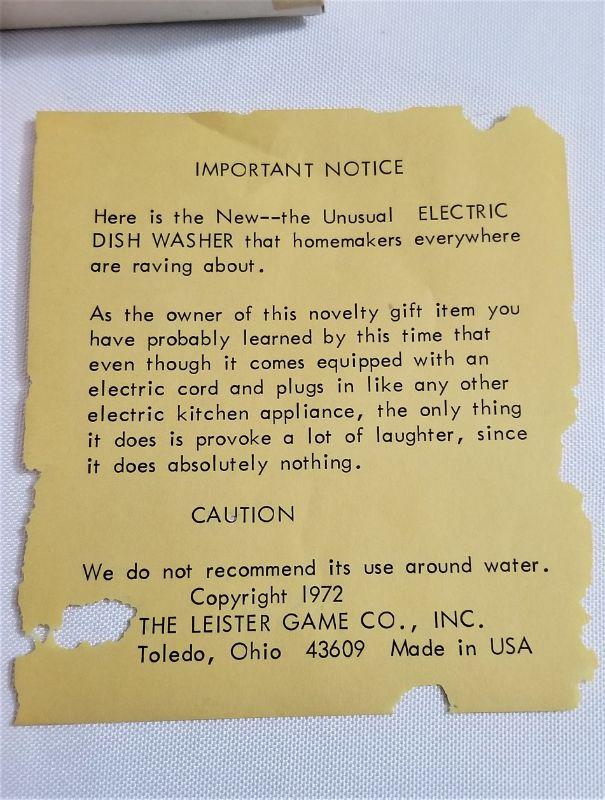 IMPORTANT NOTICE
Here is the New--the Unusual ELECTRIC
DISH WASHER that homemakers everywhere
are raving about.
As the owner of this novelty gift item you
have probably learned by this time that
even though it comes equipped with an
electric cord and plugs in like any other
electric kitchen appliance, the only thing
it does is provoke a lot of laughter, since
it does absolutely nothing.
CAUTION
We do not recommend its use around water.
Copyright 1972
THE LEISTER GAME CO., INC.
Toledo, Ohio 43609 Made in USA